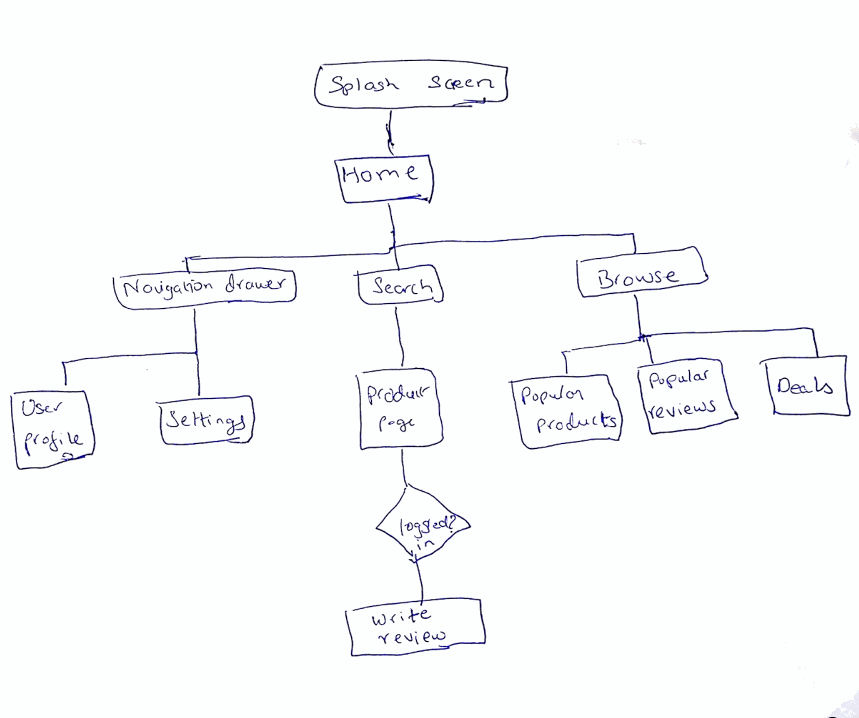 Splash Screen
Home
Navigation drawer
Search
Browse
User
profile
Settings
Product
page
Popular
products
Popular
reviews
Deals
logged?
in
Write
review